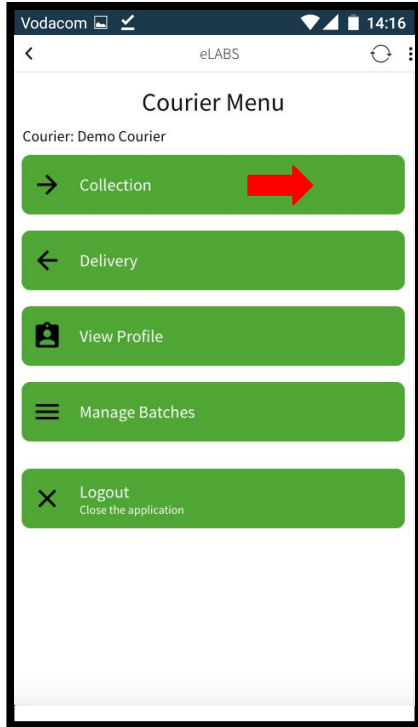 Vodacom 14:16
eLABS
Courier Menu
Courier: Demo Courier
Collection
Delivery
View Profile
Manage Batches
Logout
Close the application